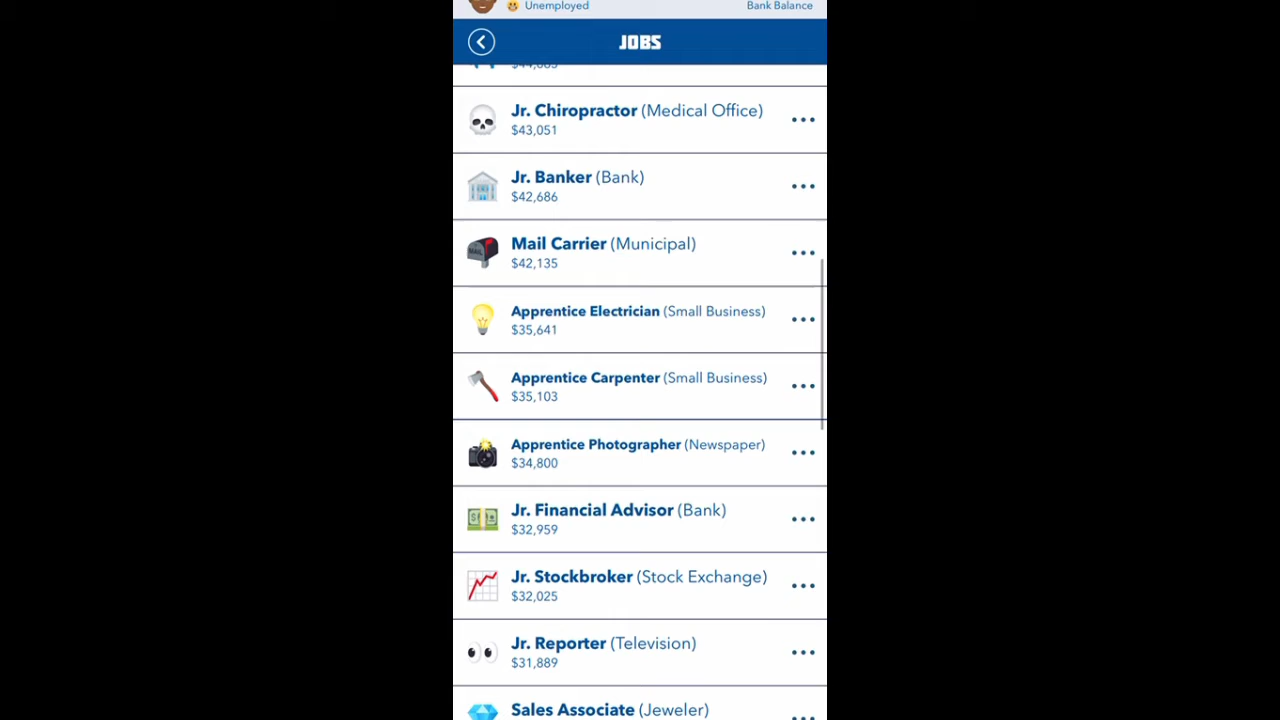 Unemployed
Bank Balance
JOBS
Jr. Chiropractor (Medical Office)
$43,051
Jr. Banker (Bank)
$42,686
Mail Carrier (Municipal)
$42,135
Apprentice Electrician (Small Business)
$35,641
Apprentice Carpenter (Small Business)
$35,103
Apprentice Photographer (Newspaper)
$34,800
Jr. Financial Advisor (Bank)
$32,959
Jr. Stockbroker (Stock Exchange)
$32,025
Jr. Reporter (Television)
$31,889
Sales Associate (Jeweler)